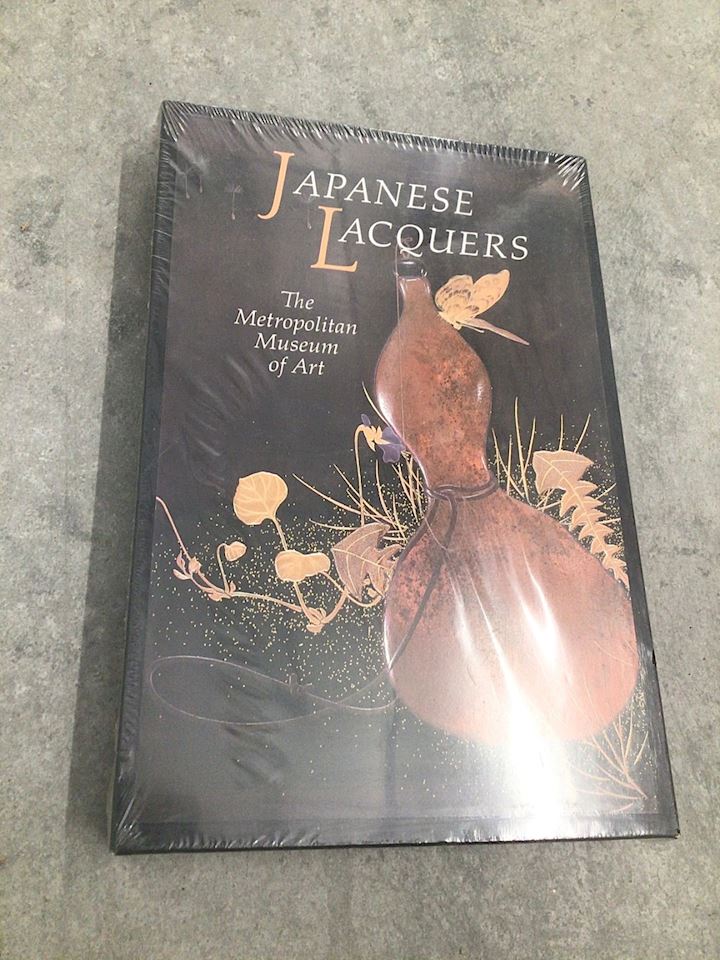 JAPANESE
LACQUERS
The
Metropolitan
Museum
of Art